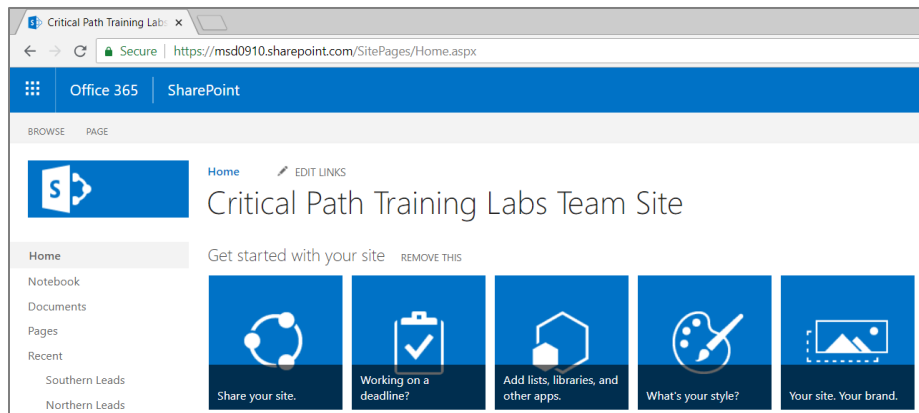 Critical Path Training Labs
Secure | https://msd0910.sharepoint.com/SitePages/Home.aspx
Office 365 SharePoint
BROWSE PAGE
S
Home EDIT LINKS
Critical Path Training Labs Team Site
Get started with your site REMOVE THIS
Home
Notebook
Documents
Pages
Recent
Southern Leads
Northern Leads
Share your site.
Working on a
deadline?
Add lists, libraries, and
other apps.
What's your style?
Your site. Your brand.